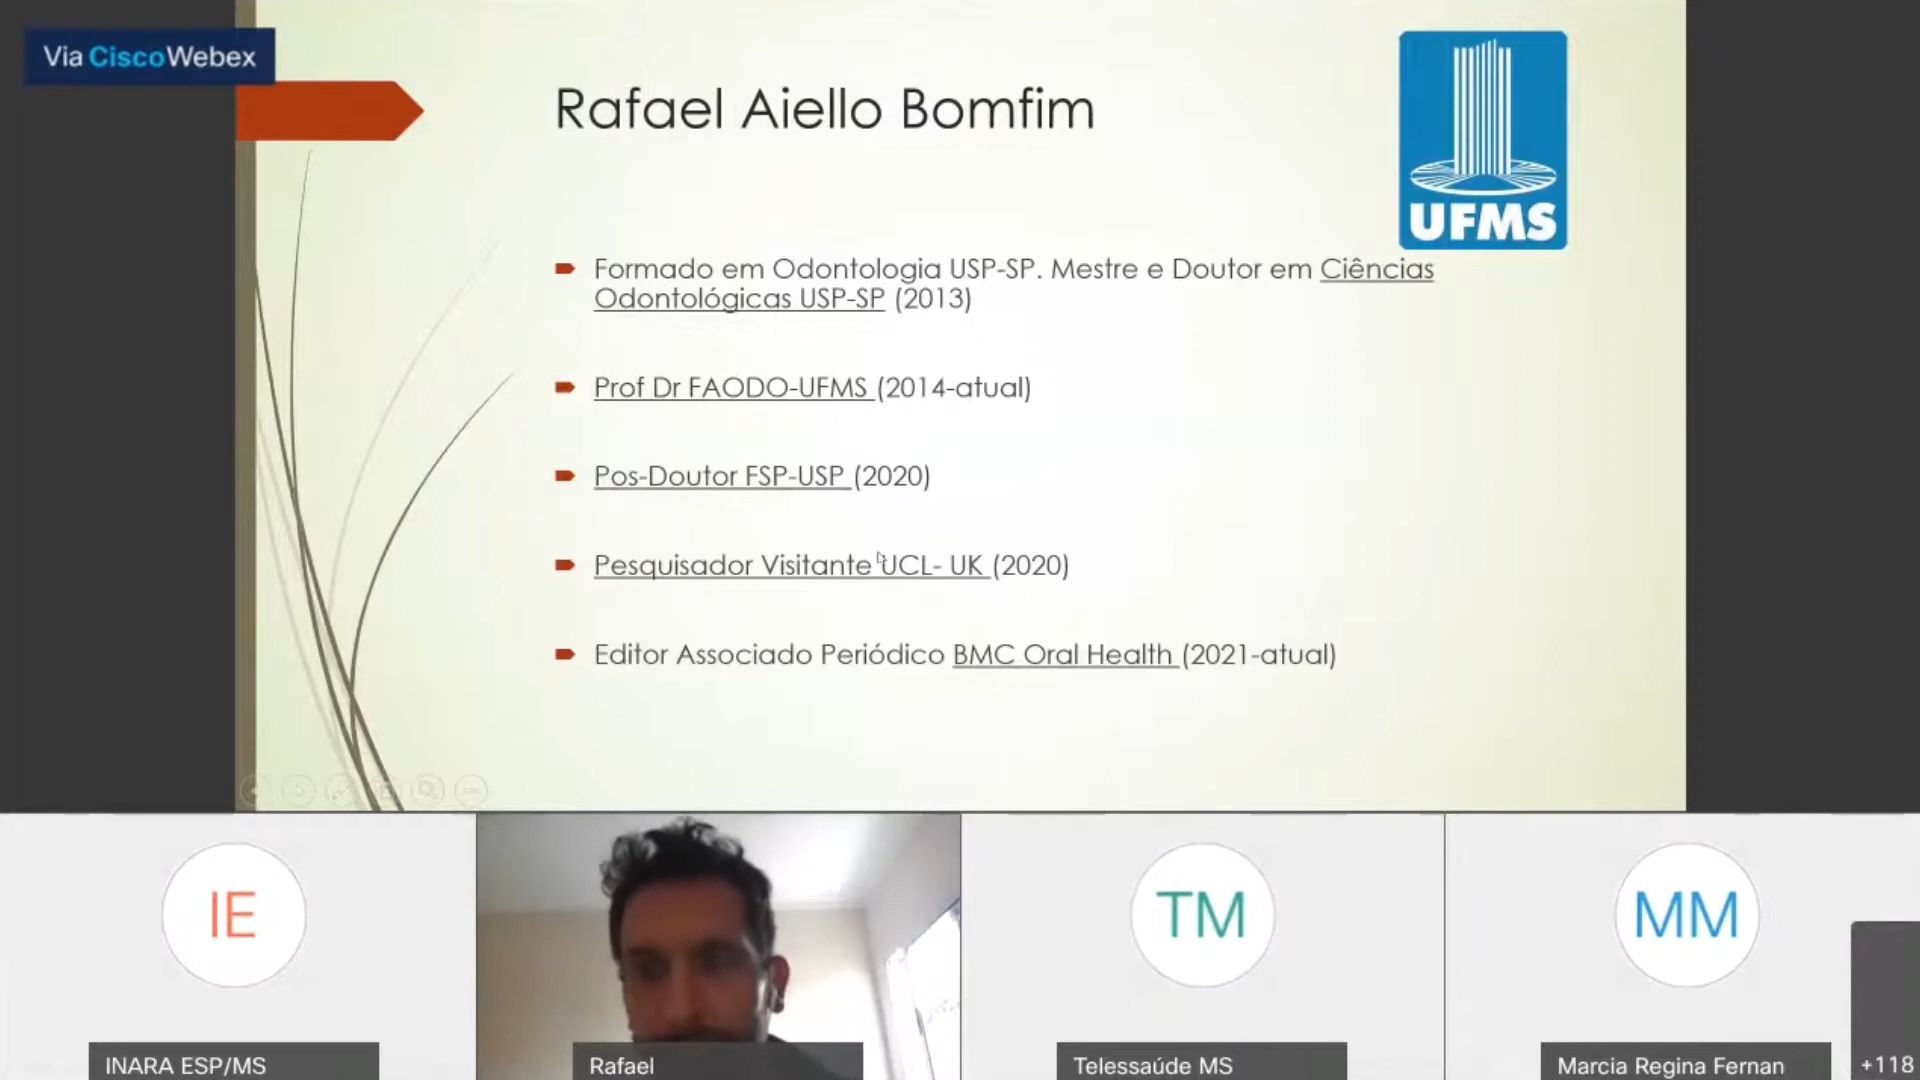 Via CiscoWebex
Rafael Aiello Bomfim
UFMS
Formado em Odontologia USP-SP. Mestre e Doutor em Ciências
Odontológicas USP-SP (2013)
Prof Dr FAODO-UFMS (2014-atual)
Pos-Doutor FSP-USP (2020)
Pesquisador Visitante UCL- UK (2020)
Editor Associado Periódico BMC Oral Health (2021-atual)
IE
TM
MM
INARA ESP/MS
Rafael
Telessaúde MS
Marcia Regina Fernan
+118